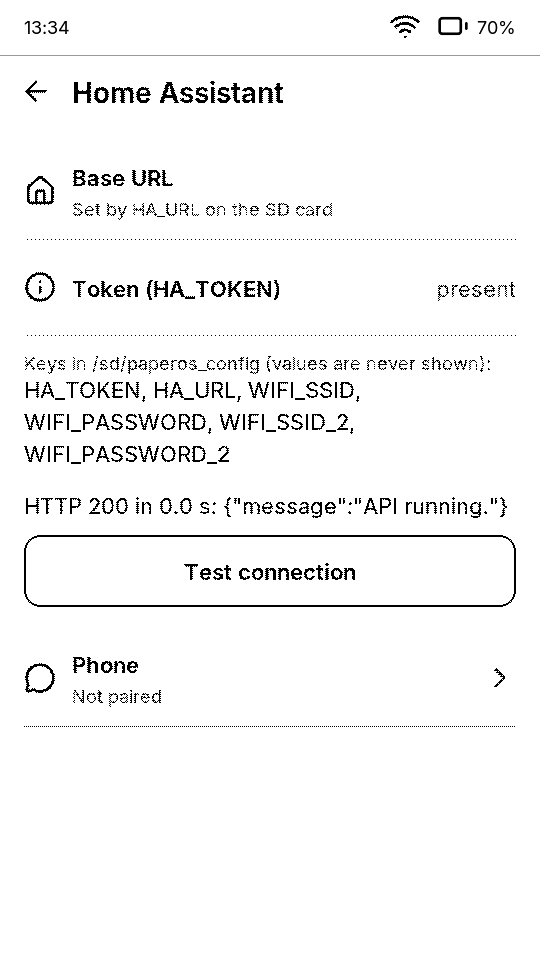 13:34
70%
Home Assistant
Base URL
Set by HA_URL on the SD card
Token (HA_TOKEN)
present
Keys in /sd/paperos_config (values are never shown):
HA_TOKEN, HA_URL, WIFI_SSID,
WIFI_PASSWORD, WIFI_SSID_2,
WIFI_PASSWORD_2
HTTP 200 in 0.0 s: {"message":"API running."}
Test connection
Phone
Not paired